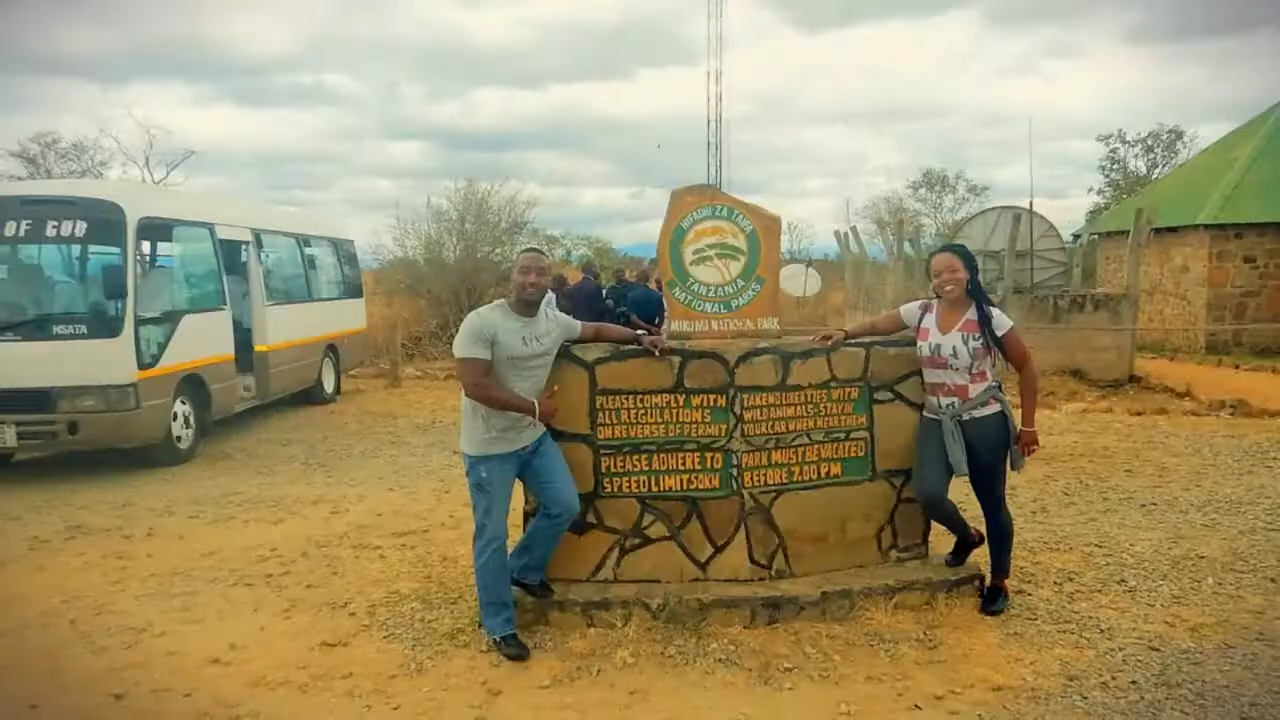 OF GOD
HSATA
HIFADHI-ZA TAIFA
TANZANIA
NATIONAL PARKS
MIKUMI NATIONAL PARK
PLEASE COMPLY WITH
ALL REGULATIONS
ON REVERSE OF PERMIT
TAKE NO LIBERTIES WITH
WILD ANIMALS-STAY IN
YOUR CAR WHEN NEAR THEM
PLEASE ADHERE TO
SPEED LIMIT 50KM
PARK MUST BE VACATED
BEFORE 7.00 PM
A|X